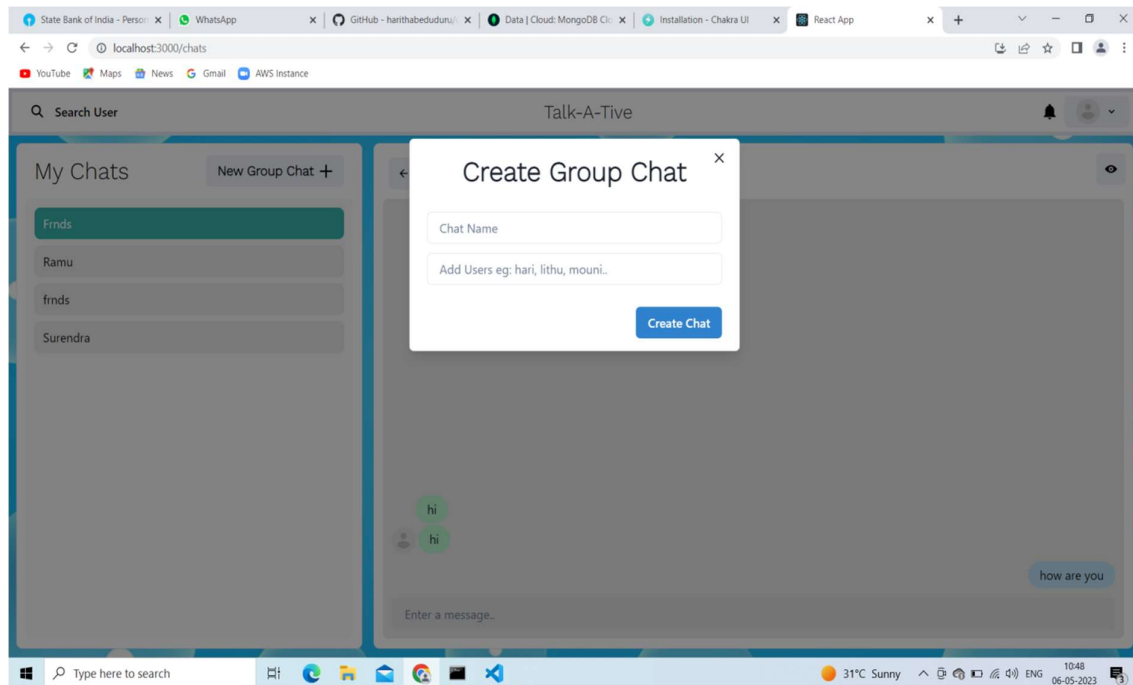 State Bank of India - Person
WhatsApp
GitHub - harithabeduduru/
Data | Cloud: MongoDB Clo
Installation - Chakra UI
React App
localhost:3000/chats
YouTube
Maps
News
Gmail
AWS Instance
Search User
Talk-A-Tive
My Chats
New Group Chat +
Frnds
Ramu
frnds
Surendra
Create Group Chat
Chat Name
Add Users eg: hari, lithu, mouni..
Create Chat
hi
hi
how are you
Enter a message..
Type here to search
31°C Sunny
ENG
10:48
06-05-2023
3